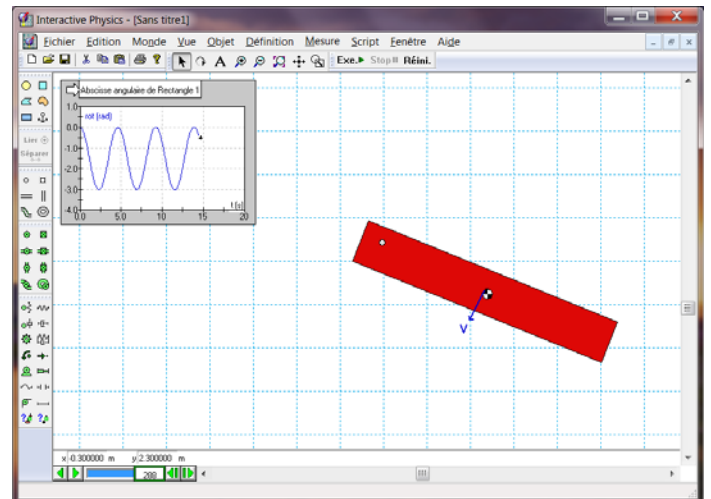 Interactive Physics - [Sans titre1]
Fichier Edition Monde Vue Objet Définition Mesure Script Fenêtre Aide
A Exe. Stop Réini.
Abscisse angulaire de Rectangle 1
Lier
Séparer
1.0
rot (rad)
0.0
-1.0
-2.0
-3.0
-4.0
t (s)
0.0 5.0 10 15 20
V
x -0.300000 m y 2.300000 m
200